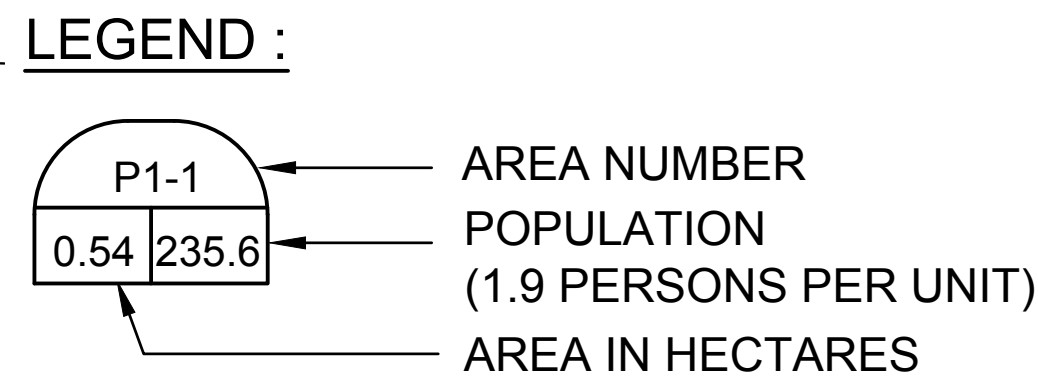 LEGEND :
P1-1
AREA NUMBER
0.54 235.6
POPULATION
(1.9 PERSONS PER UNIT)
AREA IN HECTARES